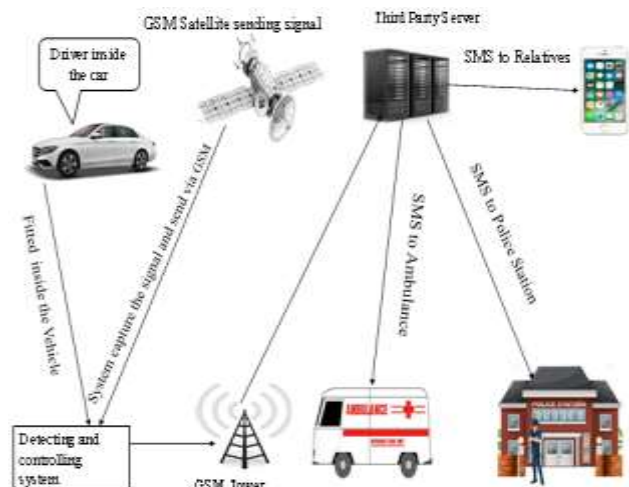 GSM Satellite sending signal
Third Party Server
Driver inside
the car
SMS to Relatives
Fitted inside the Vehicle
System capture the signal and send via GSM
SMS to Ambulance
SMS to Police Station
AMBULANCE
POLICE STATION
Detecting and
controlling
system
GSM Tower